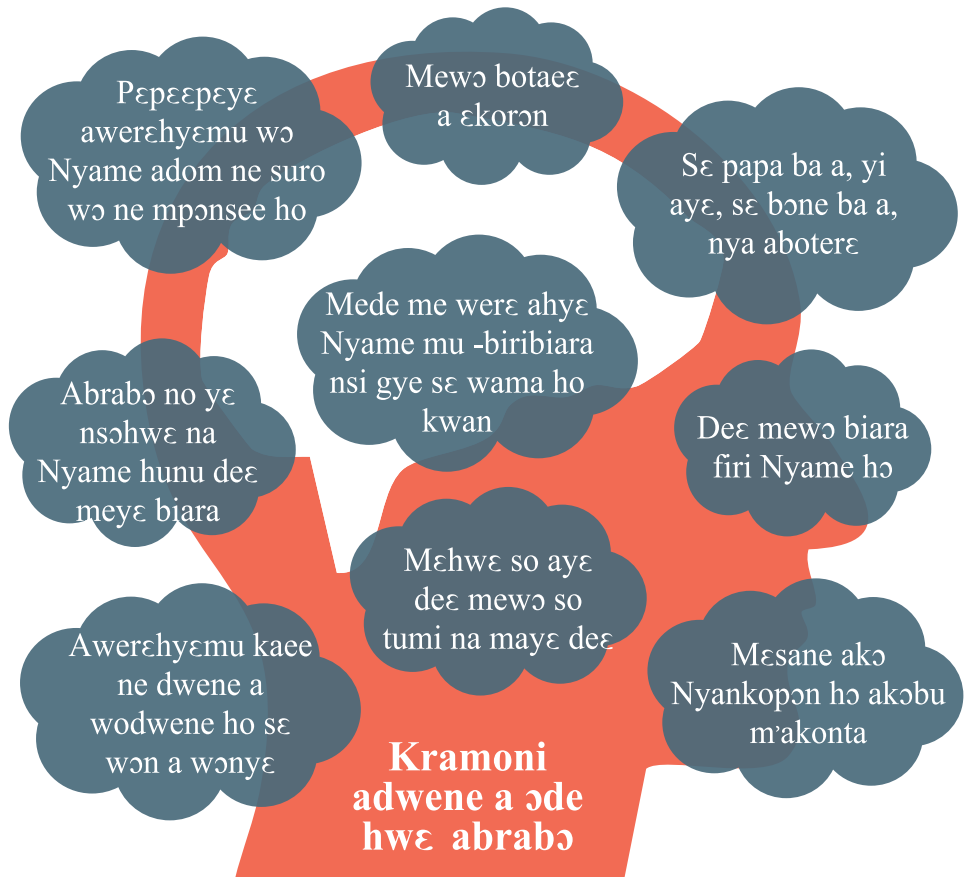 Pɛpɛɛpɛyɛ
awerɛhyɛmu wɔ
Nyame adom ne suro
wɔ ne mpɔnsee ho
Mewɔ botaeɛ
a ɛkorɔn
Sɛ papa ba a, yi
ayɛ, sɛ bɔne ba a,
nya aboterɛ
Mede me werɛ ahyɛ
Nyame mu -biribiara
nsi gye sɛ wama ho
kwan
Abrabɔ no yɛ
nsɔhwɛ na
Nyame hunu deɛ
meyɛ biara
Deɛ mewɔ biara
firi Nyame hɔ
Mɛhwɛ so ayɛ
deɛ mewɔ so
tumi na mayɛ deɛ
Awerɛhyɛmu kaee
ne dwene a
wodwene ho sɛ
wɔn a wɔnyɛ
Mɛsane akɔ
Nyankopɔn hɔ akɔbu
m’akonta
Kramoni
adwene a ɔde
hwɛ abrabɔ